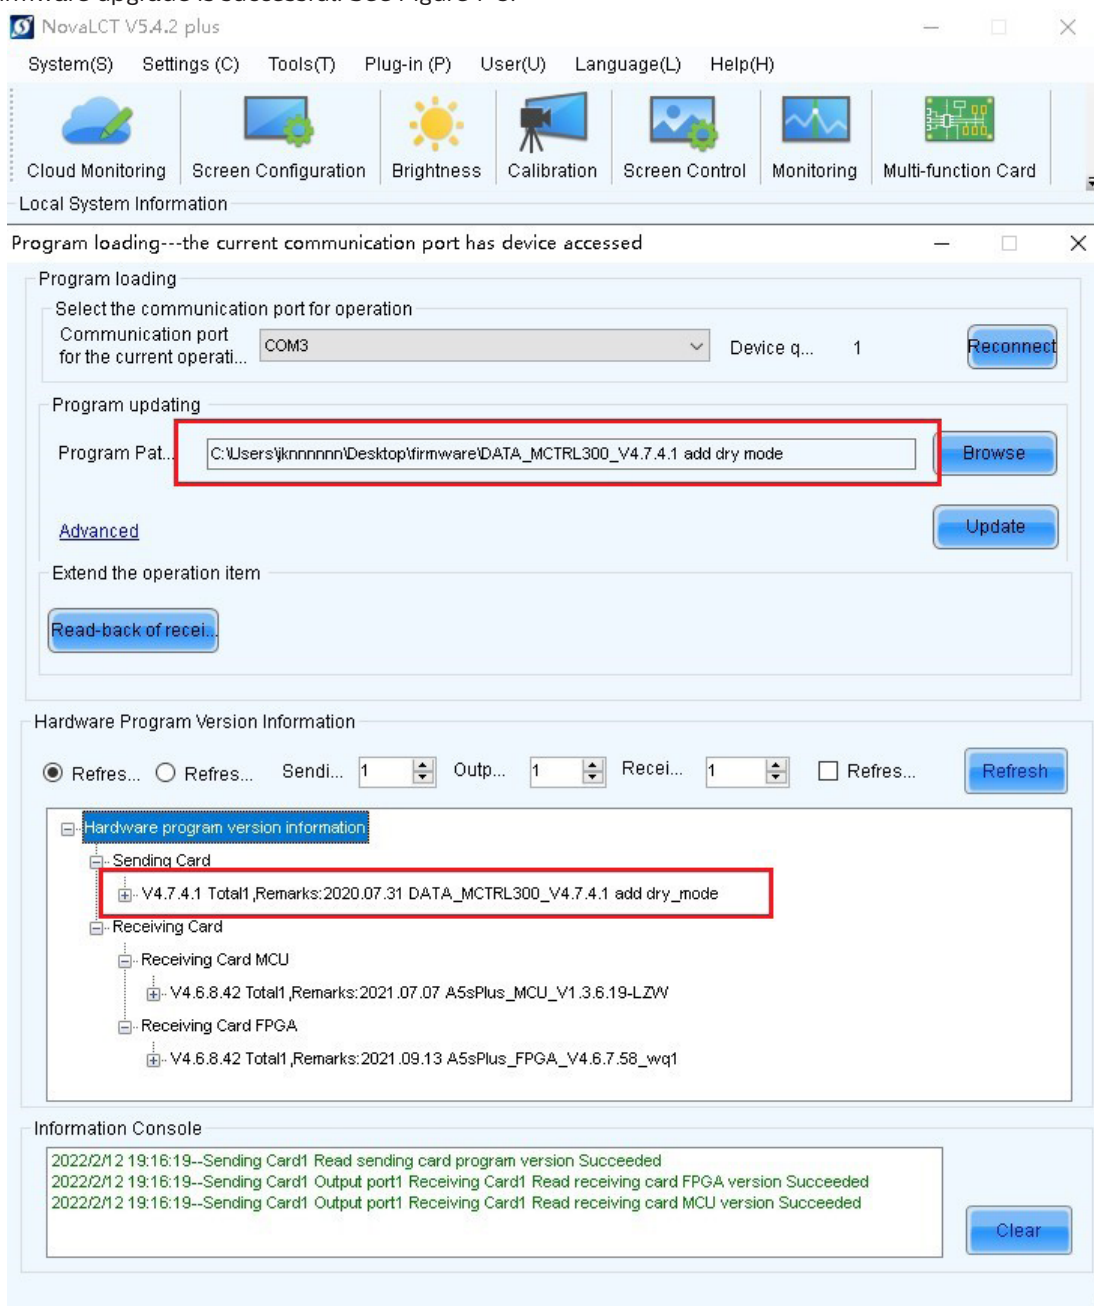 NovaLCT V5.4.2 plus
System(S) Settings (C) Tools(T) Plug-in (P) User(U) Language(L) Help(H)
Cloud Monitoring Screen Configuration Brightness Calibration Screen Control Monitoring Multi-function Card
Local System Information
Program loading---the current communication port has device accessed
Program loading
Select the communication port for operation
Communication port
for the current operati... COM3 Device q... 1 Reconnect
Program updating
Program Pat... C:\Users\jknnnnnn\Desktop\firmware\DATA_MCTRL300_V4.7.4.1 add dry mode Browse
Advanced Update
Extend the operation item
Read-back of recei...
Hardware Program Version Information
Refres... Refres... Sendi... 1 Outp... 1 Recei... 1 Refres... Refresh
Hardware program version information
Sending Card
V4.7.4.1 Total1 ,Remarks:2020.07.31 DATA_MCTRL300_V4.7.4.1 add dry_mode
Receiving Card
Receiving Card MCU
V4.6.8.42 Total1 ,Remarks:2021.07.07 A5sPlus_MCU_V1.3.6.19-LZW
Receiving Card FPGA
V4.6.8.42 Total1 ,Remarks:2021.09.13 A5sPlus_FPGA_V4.6.7.58_wq1
Information Console
2022/2/12 19:16:19--Sending Card1 Read sending card program version Succeeded
2022/2/12 19:16:19--Sending Card1 Output port1 Receiving Card1 Read receiving card FPGA version Succeeded
2022/2/12 19:16:19--Sending Card1 Output port1 Receiving Card1 Read receiving card MCU version Succeeded
Clear